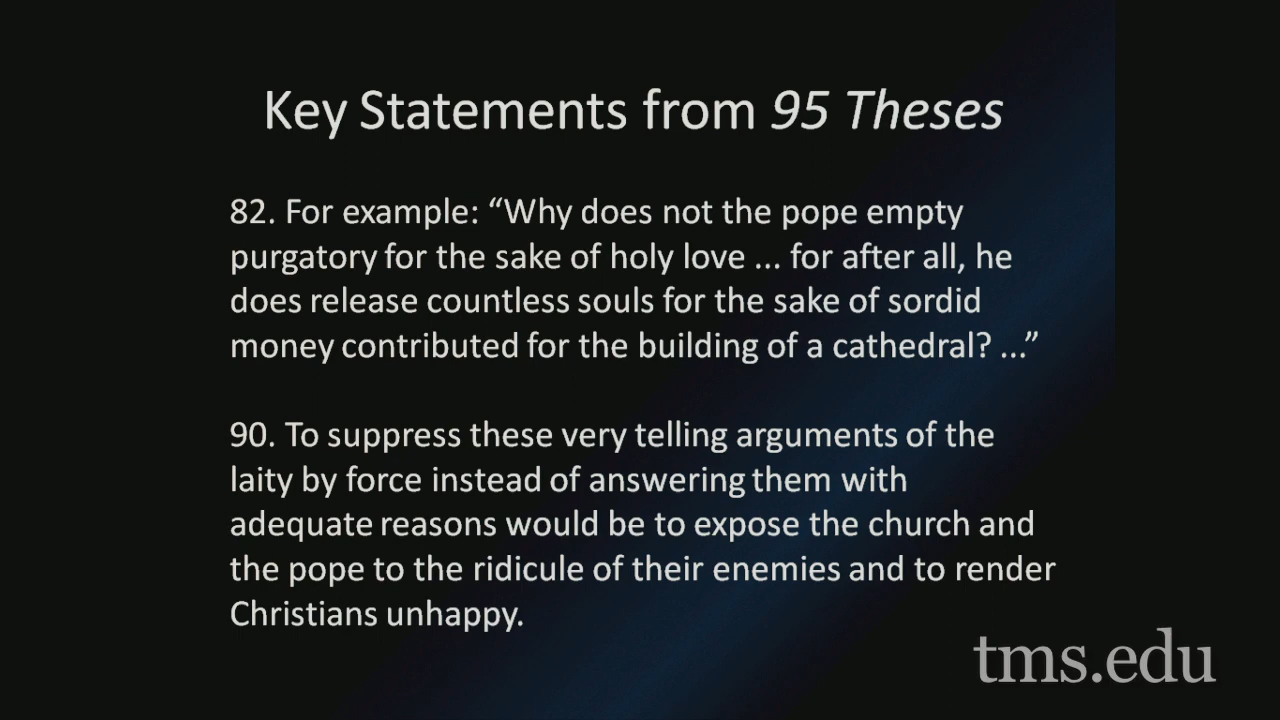 Key Statements from 95 Theses
82. For example: “Why does not the pope empty
purgatory for the sake of holy love ... for after all, he
does release countless souls for the sake of sordid
money contributed for the building of a cathedral? ...”
90. To suppress these very telling arguments of the
laity by force instead of answering them with
adequate reasons would be to expose the church and
the pope to the ridicule of their enemies and to render
Christians unhappy.
tms.edu